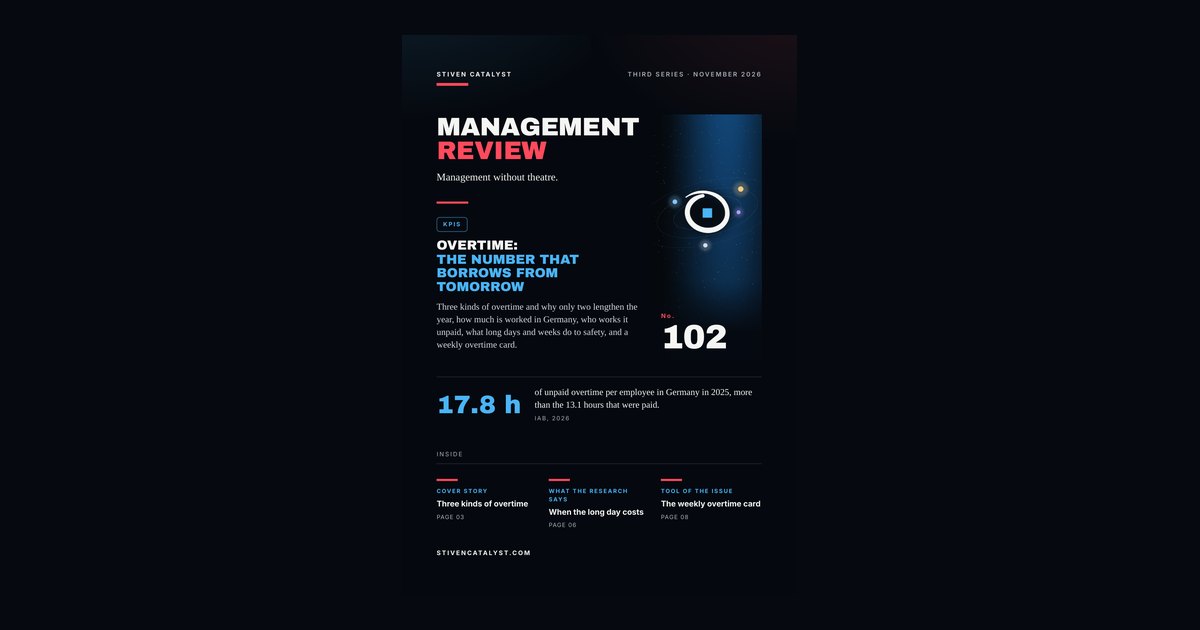 STIVEN CATALYST
THIRD SERIES · NOVEMBER 2026
MANAGEMENT
REVIEW
Management without theatre.
KPIS
OVERTIME:
THE NUMBER THAT
BORROWS FROM
TOMORROW
Three kinds of overtime and why only two lengthen the
year, how much is worked in Germany, who works it
unpaid, what long days and weeks do to safety, and a
weekly overtime card.
No.
102
17.8 h
of unpaid overtime per employee in Germany in 2025, more
than the 13.1 hours that were paid.
IAB, 2026
INSIDE
COVER STORY
Three kinds of overtime
PAGE 03
WHAT THE RESEARCH
SAYS
When the long day costs
PAGE 06
TOOL OF THE ISSUE
The weekly overtime card
PAGE 08
STIVENCATALYST.COM